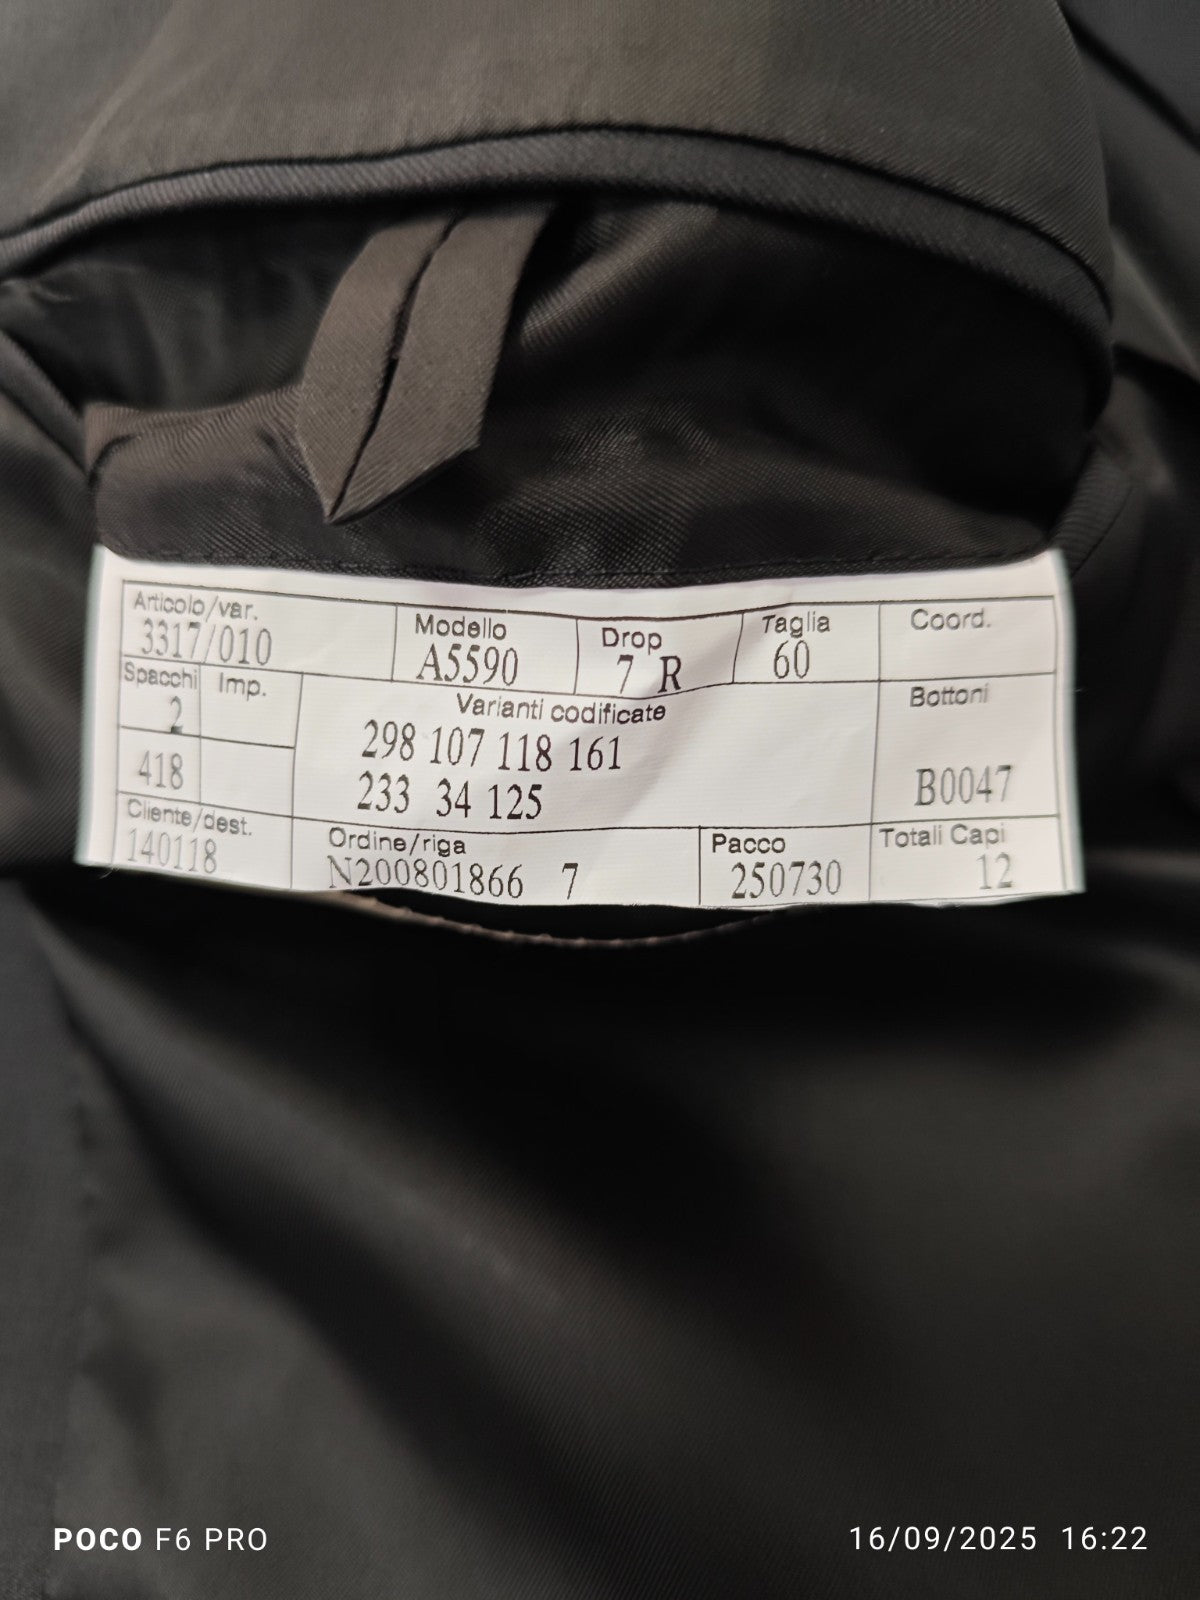 Articolo/var. Modello Drop Taglia Coord.
3317/010 A5590 7 R 60
Spacchi Imp. Varianti codificate Bottoni
2 298 107 118 161
418 233 34 125 B0047
Cliente/dest. Ordine/riga Pacco Totali Capi
140118 N200801866 7 250730 12
POCO F6 PRO 16/09/2025 16:22